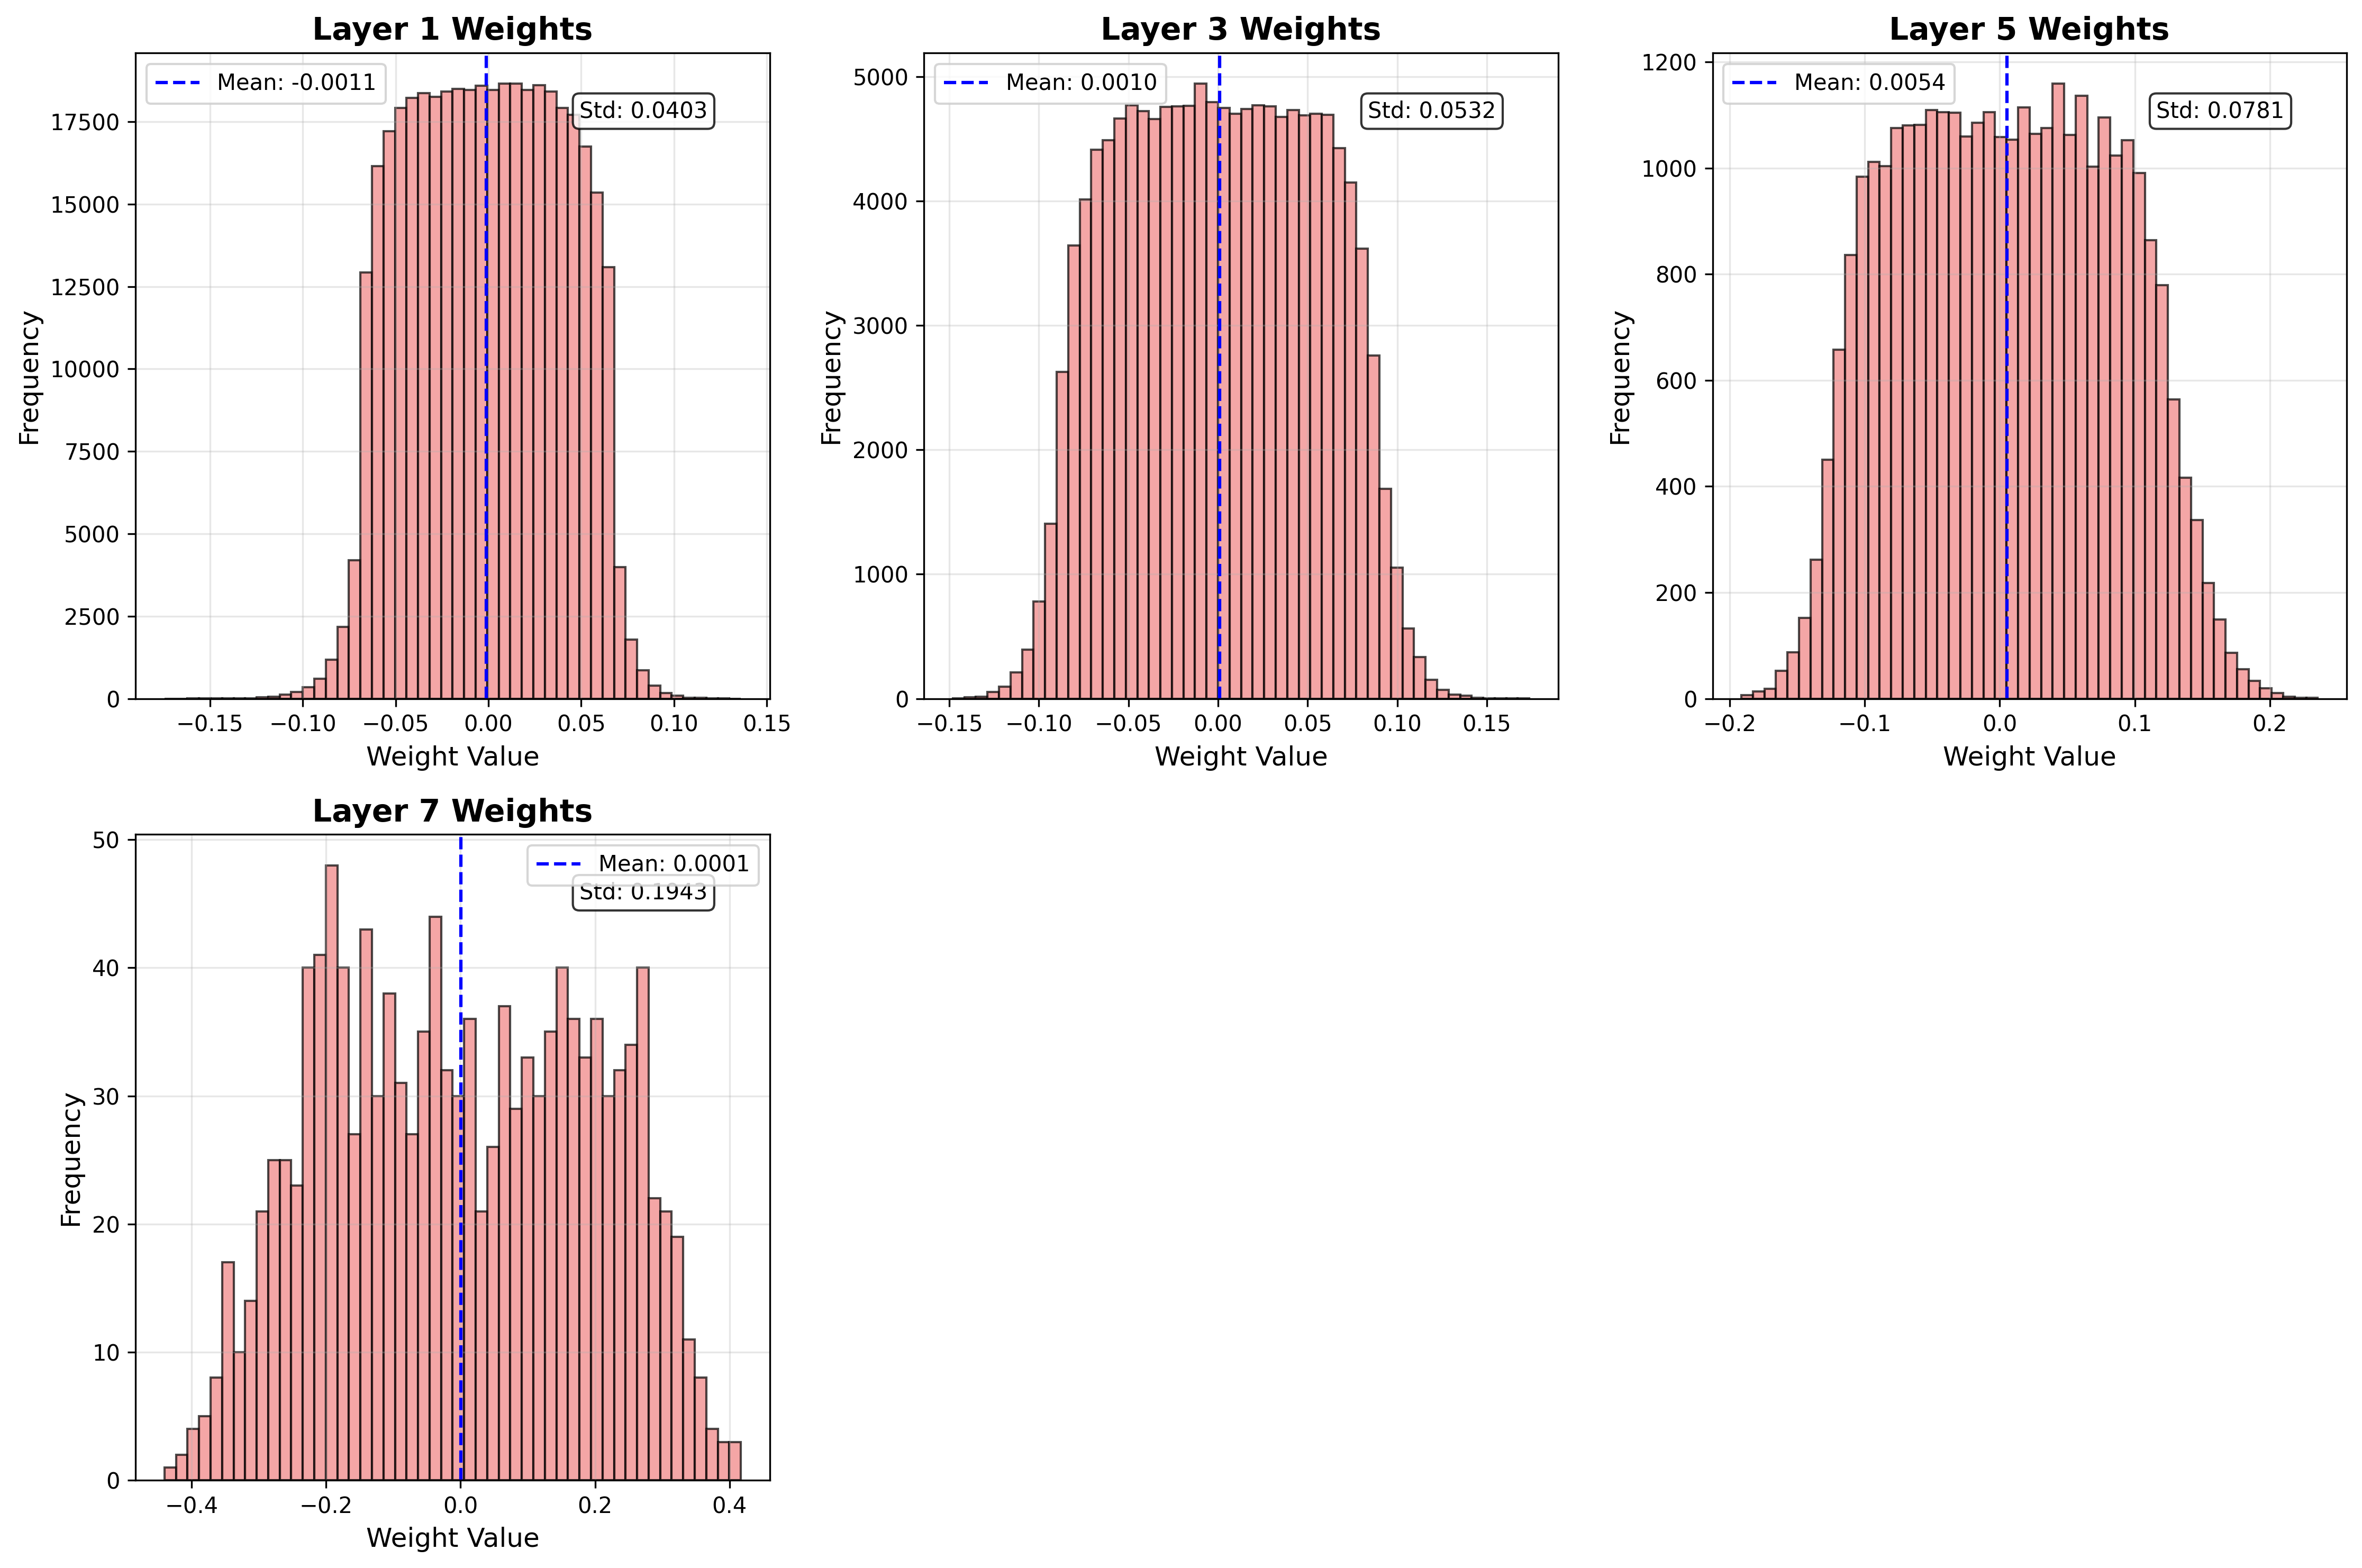 Layer 1 Weights
Mean: -0.0011
Std: 0.0403
17500
15000
12500
10000
7500
5000
2500
0
Frequency
−0.15 −0.10 −0.05 0.00 0.05 0.10 0.15
Weight Value
Layer 3 Weights
Mean: 0.0010
Std: 0.0532
5000
4000
3000
2000
1000
0
Frequency
−0.15 −0.10 −0.05 0.00 0.05 0.10 0.15
Weight Value
Layer 5 Weights
Mean: 0.0054
Std: 0.0781
1200
1000
800
600
400
200
0
Frequency
−0.2 −0.1 0.0 0.1 0.2
Weight Value
Layer 7 Weights
Mean: 0.0001
Std: 0.1943
50
40
30
20
10
0
Frequency
−0.4 −0.2 0.0 0.2 0.4
Weight Value